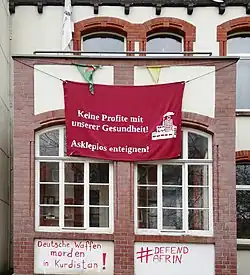 Keine Profite mit
unserer Gesundheit!
Asklepios enteignen!
Deutsche Waffen
morden
in Kurdistan !
#DEFEND
AFRIN